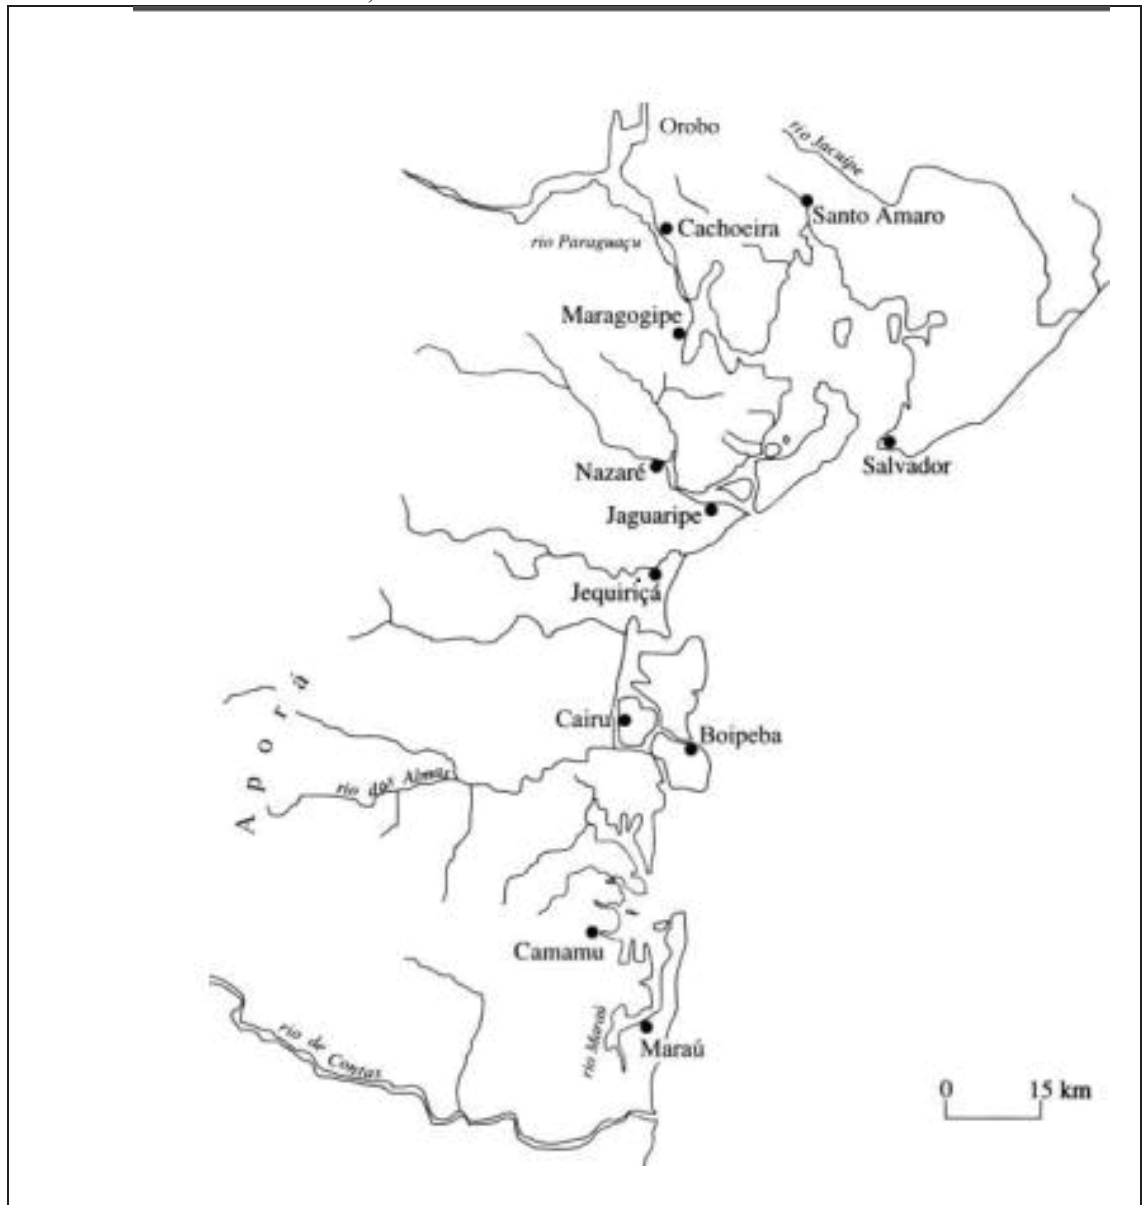 Orobo
rio Jacuípe
Santo Amaro
Cachoeira
rio Paraguaçu
Maragogipe
Salvador
Nazaré
Jaguaripe
Jequiriçá
Aporá
Cairu
Boipeba
rio das Almas
Camamu
rio Maraú
Maraú
rio de Contas
0 15 km